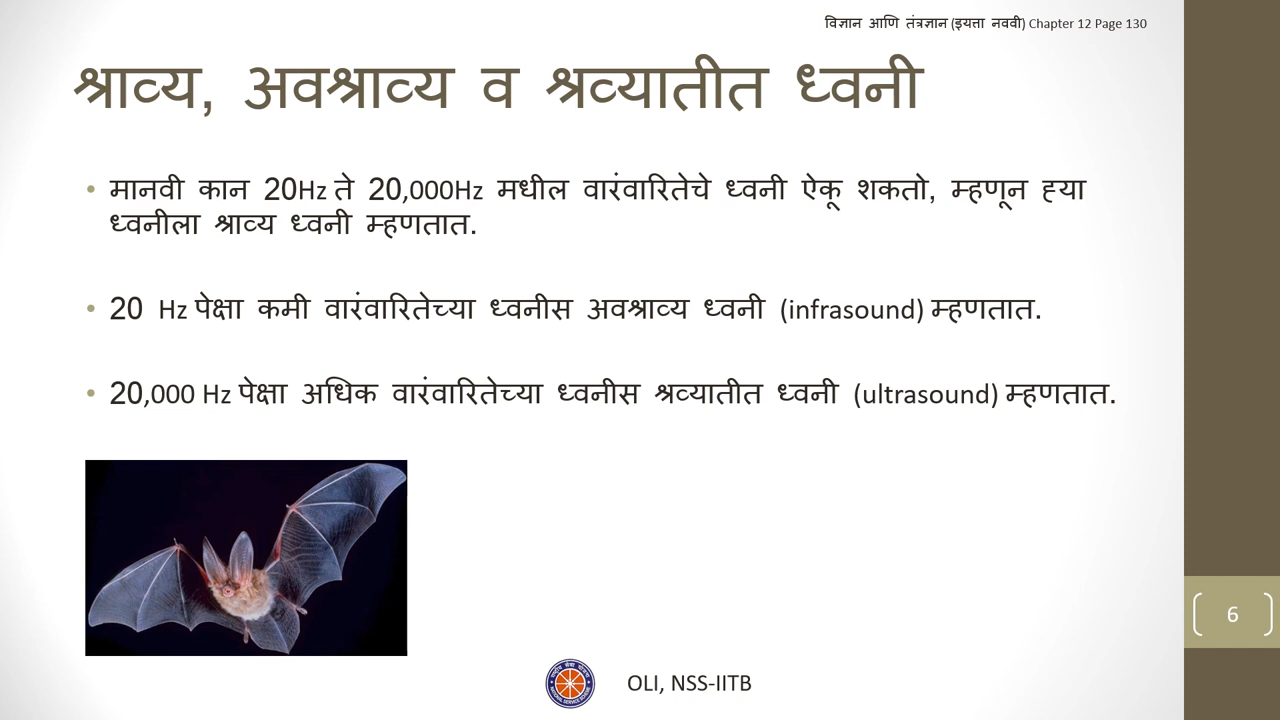 विज्ञान आणि तंत्रज्ञान (इयत्ता नववी) Chapter 12 Page 130
श्राव्य, अवश्राव्य व श्रव्यातीत ध्वनी
• मानवी कान 20Hz ते 20,000Hz मधील वारंवारितेचे ध्वनी ऐकू शकतो, म्हणून ह्या
ध्वनीला श्राव्य ध्वनी म्हणतात.
• 20 Hz पेक्षा कमी वारंवारितेच्या ध्वनीस अवश्राव्य ध्वनी (infrasound) म्हणतात.
• 20,000 Hz पेक्षा अधिक वारंवारितेच्या ध्वनीस श्रव्यातीत ध्वनी (ultrasound) म्हणतात.
6
OLI, NSS-IITB